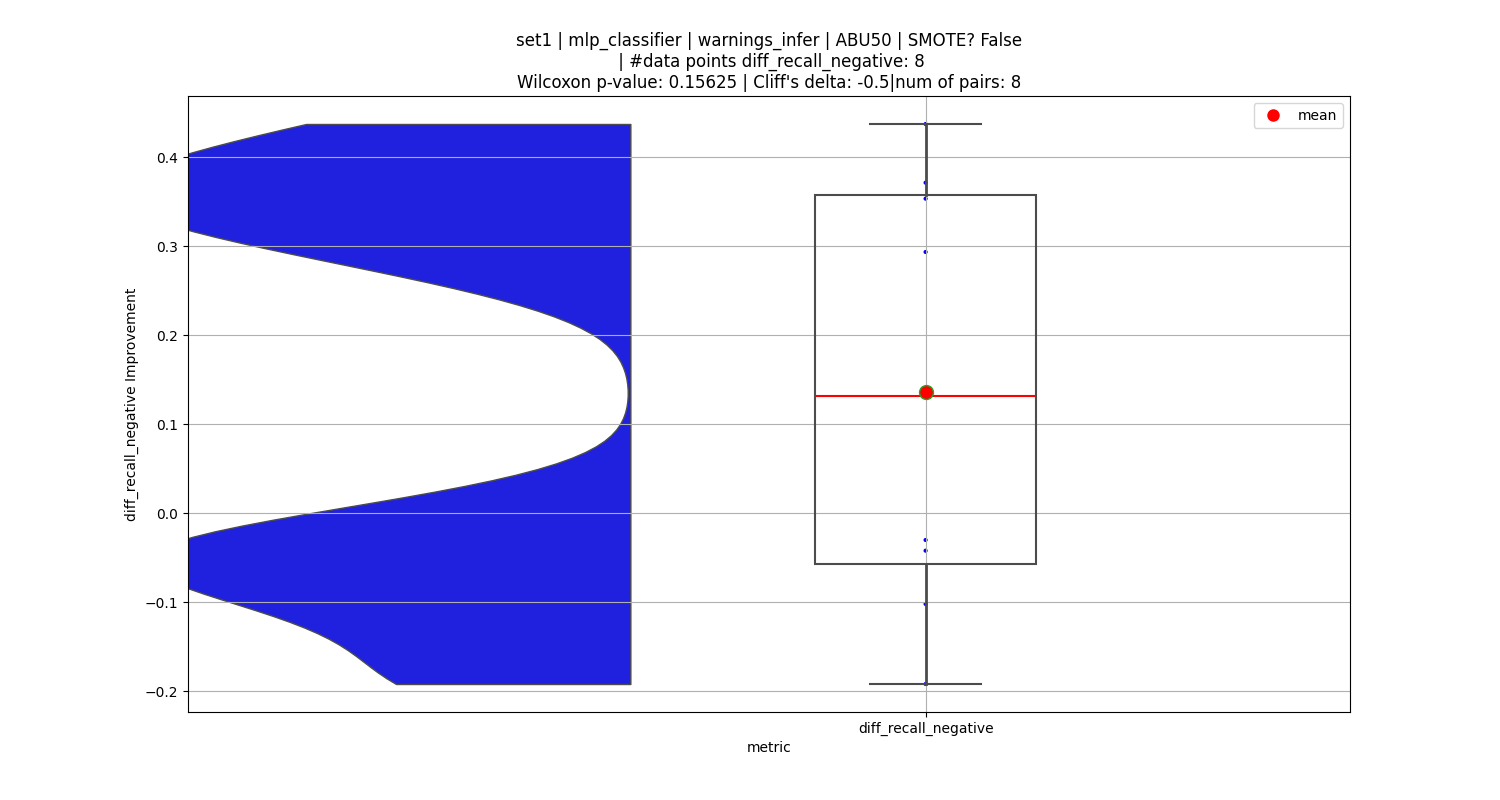 set1 | mlp_classifier | warnings_infer | ABU50 | SMOTE? False
| #data points diff_recall_negative: 8
Wilcoxon p-value: 0.15625 | Cliff's delta: -0.5|num of pairs: 8
mean
0.4
0.3
0.2
0.1
0.0
−0.1
−0.2
diff_recall_negative Improvement
diff_recall_negative
metric